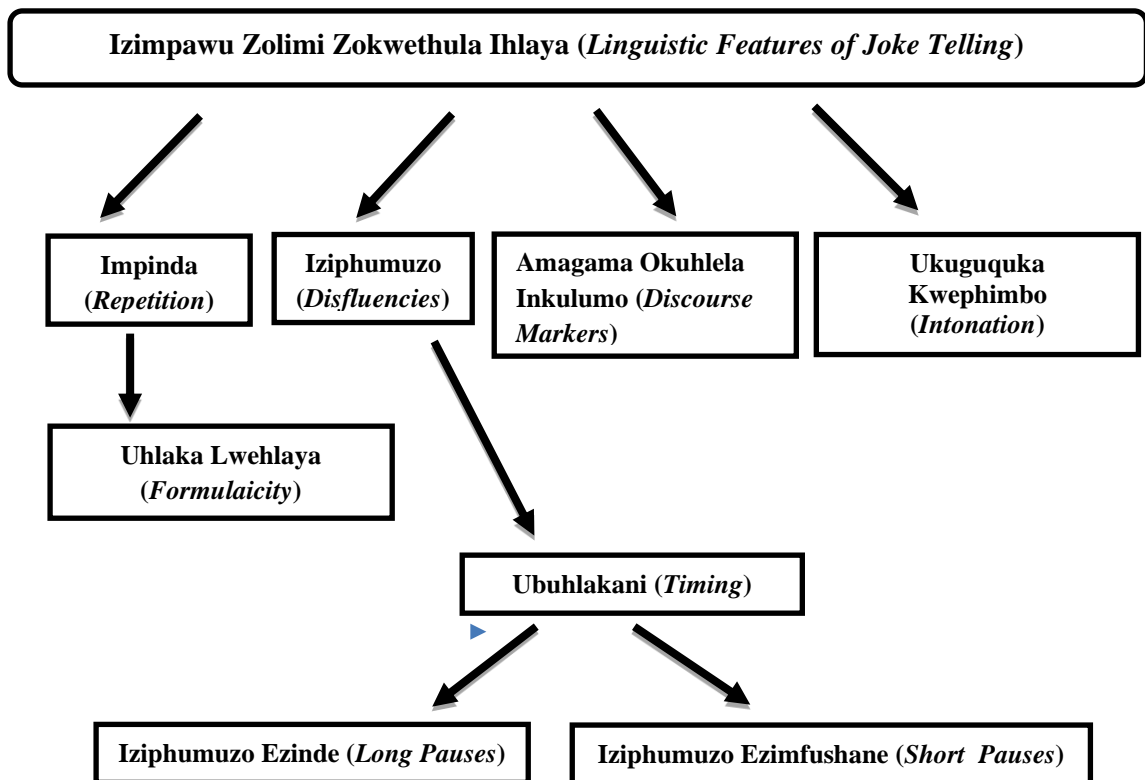 Izimpawu Zolimi Zokwethula Ihlaya (Linguistic Features of Joke Telling)
Impinda
(Repetition)
Iziphumuzo
(Disfluencies)
Amagama Okuhlela
Inkulumo (Discourse
Markers)
Ukuguquka
Kwephimbo
(Intonation)
Uhlaka Lwehlaya
(Formulaicity)
Ubuhlakani (Timing)
Iziphumuzo Ezinde (Long Pauses)
Iziphumuzo Ezimfushane (Short Pauses)